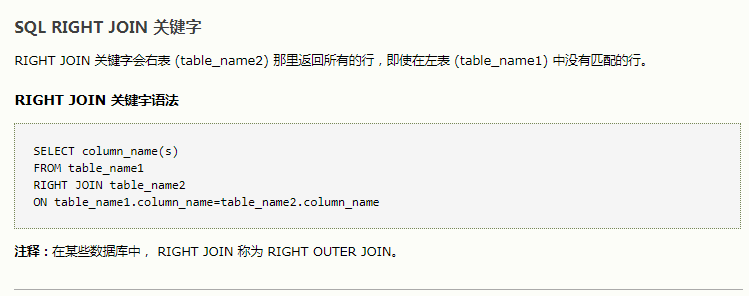 SQL RIGHT JOIN 关键字
RIGHT JOIN 关键字会右表 (table_name2) 那里返回所有的行，即使在左表 (table_name1) 中没有匹配的行。
RIGHT JOIN 关键字语法
SELECT column_name(s)
FROM table_name1
RIGHT JOIN table_name2
ON table_name1.column_name=table_name2.column_name
注释：在某些数据库中， RIGHT JOIN 称为 RIGHT OUTER JOIN。